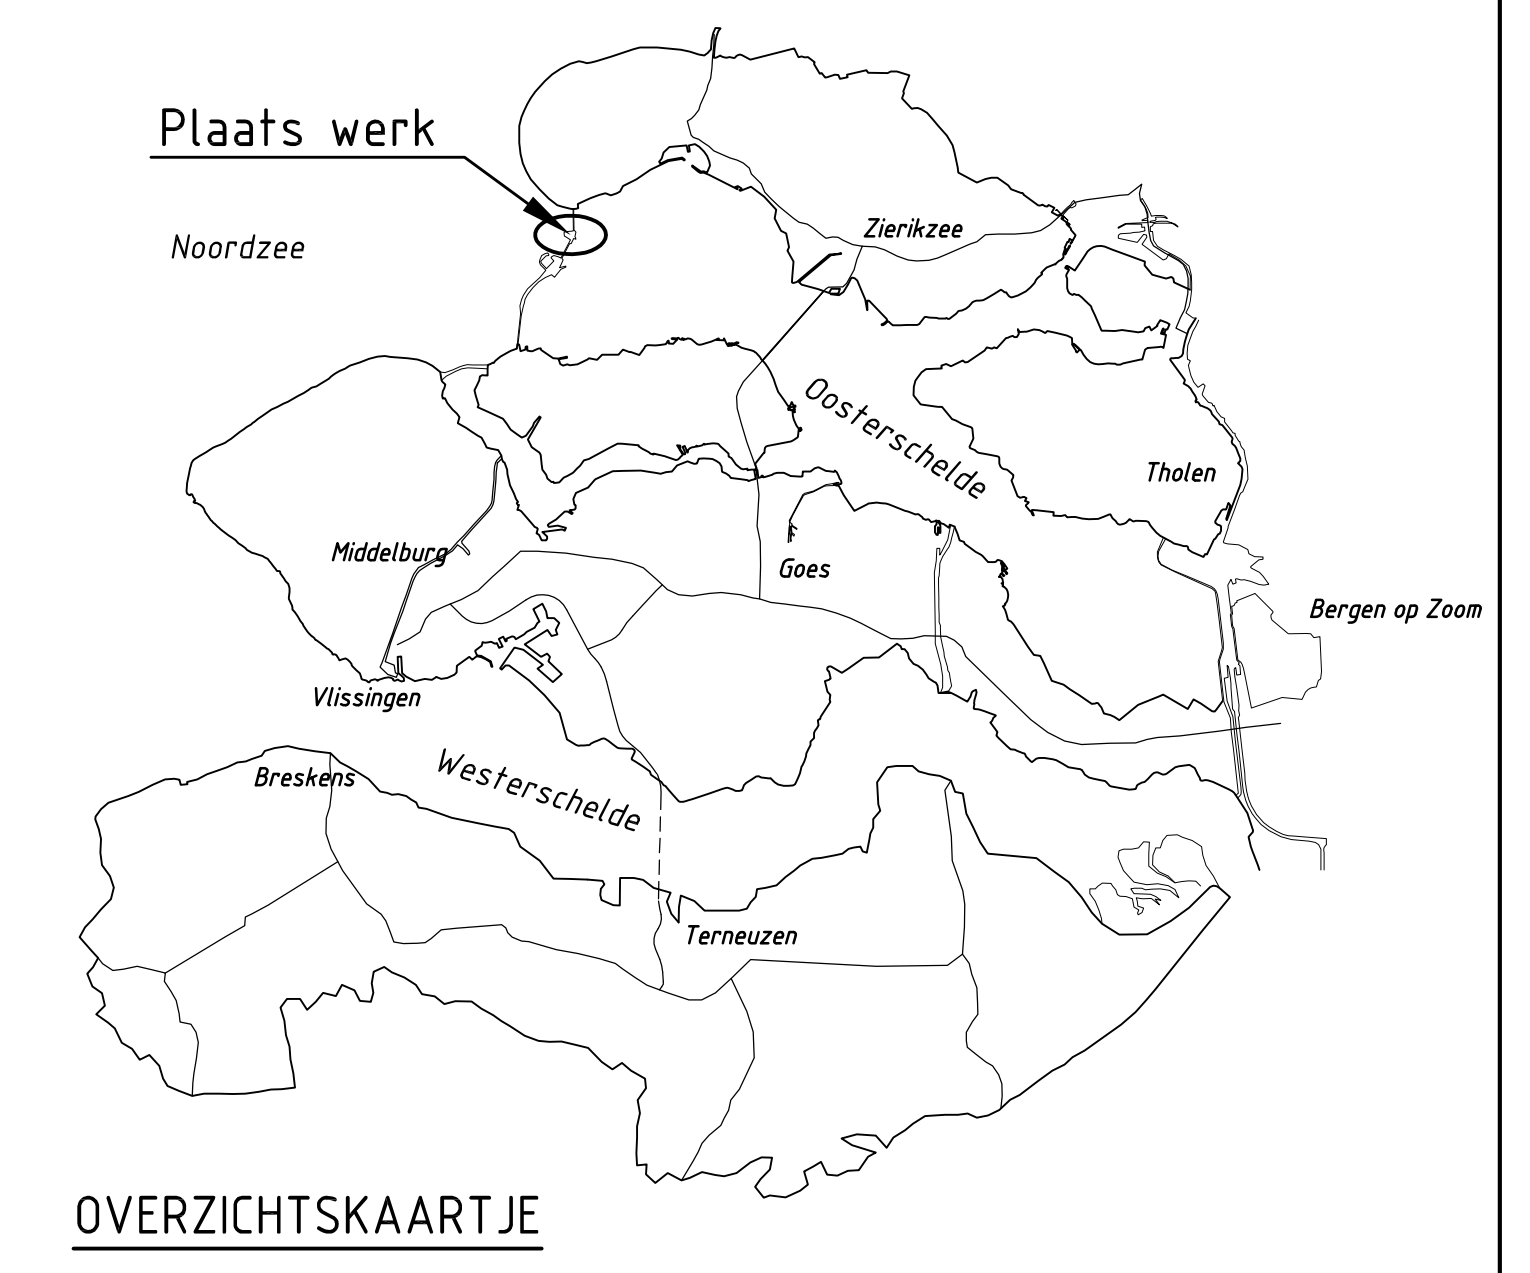 Plaats werk
Noordzee
Zierikzee
Oosterschelde
Tholen
Middelburg
Goes
Bergen op Zoom
Vlissingen
Westerschelde
Breskens
Terneuzen
OVERZICHTSKAARTJE